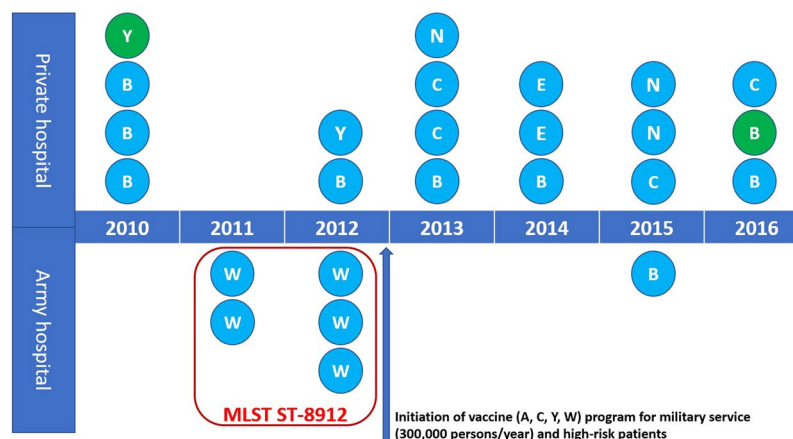 Private hospital
Y N
B C E N C
B Y C E N B
B B B B C B
2010 2011 2012 2013 2014 2015 2016
Army hospital
W W B
W W
W
MLST ST-8912
Initiation of vaccine (A, C, Y, W) program for military service
(300,000 persons/year) and high-risk patients